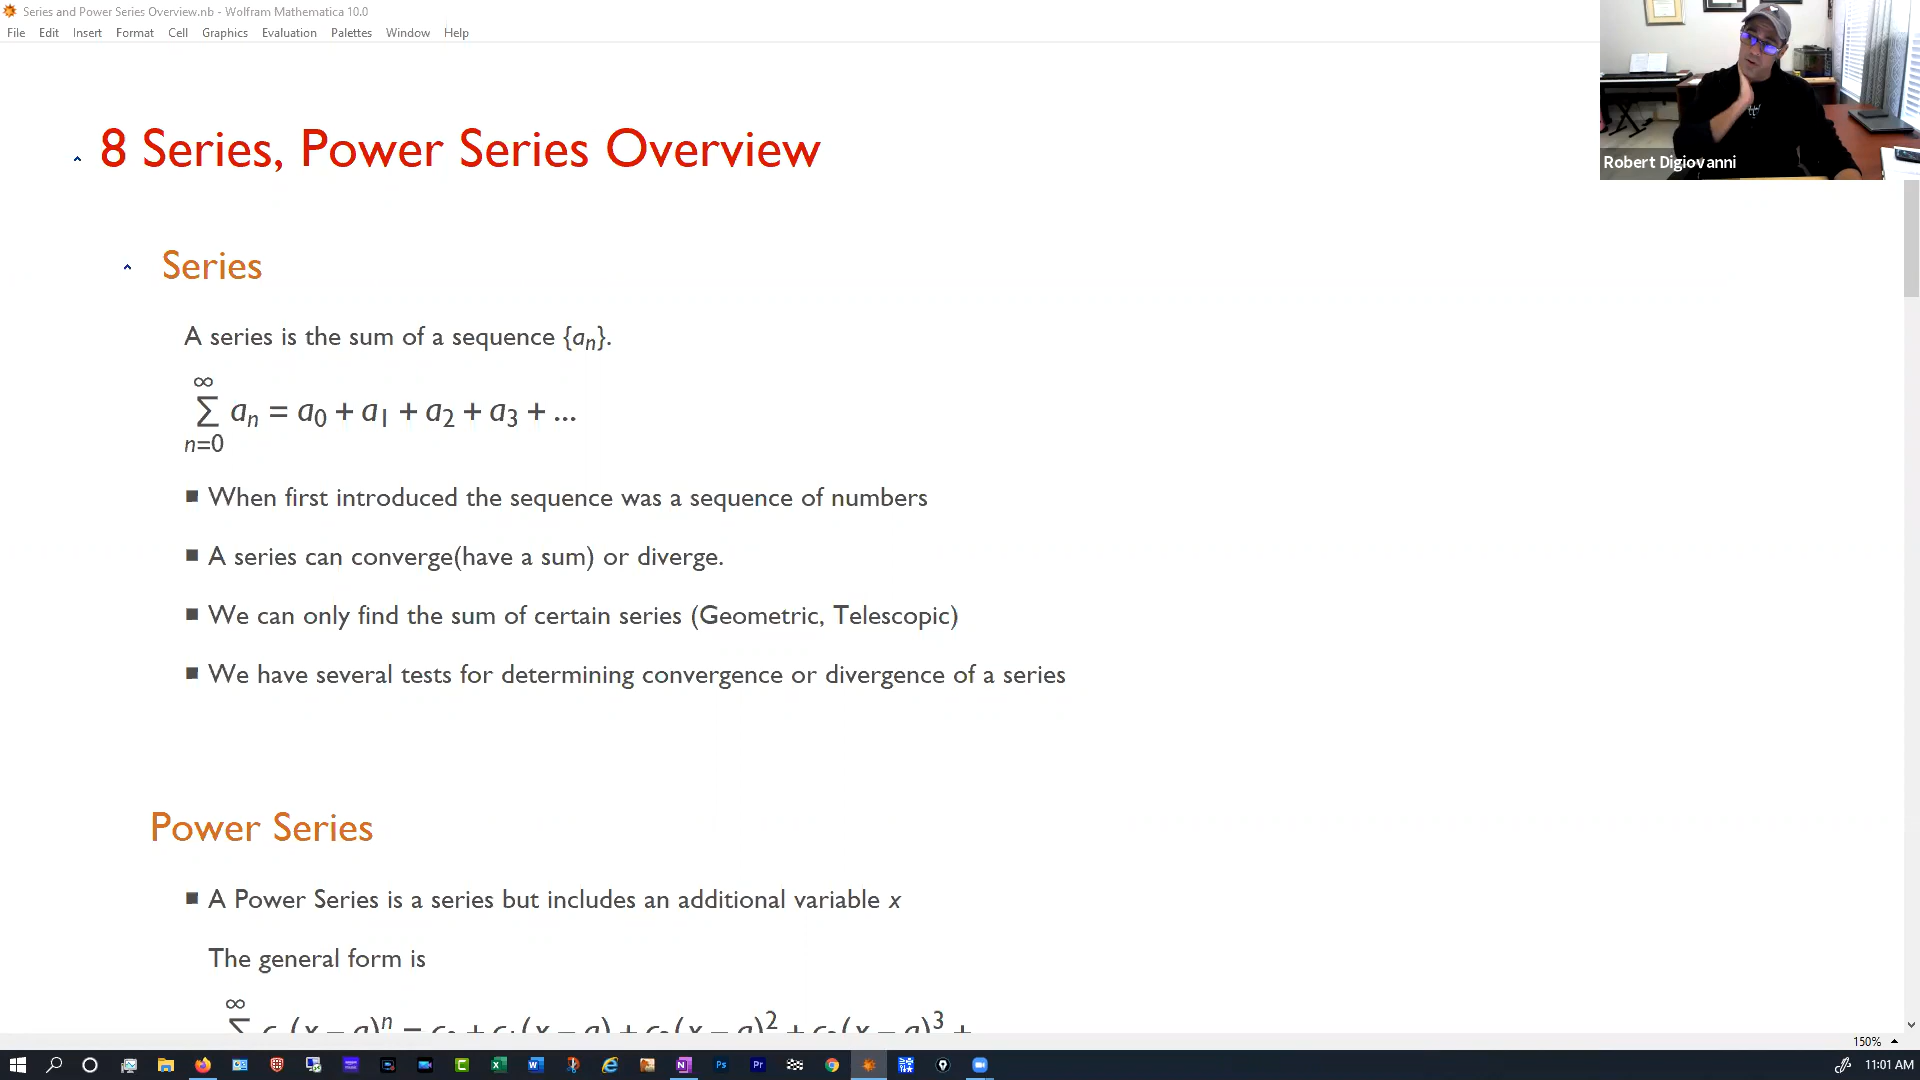 Series and Power Series Overview.nb - Wolfram Mathematica 10.0
File Edit Insert Format Cell Graphics Evaluation Palettes Window Help
Robert Digiovanni
8 Series, Power Series Overview
Series
A series is the sum of a sequence {aₙ}.
∞
∑ aₙ = a₀ + a₁ + a₂ + a₃ + ...
n=0
■ When first introduced the sequence was a sequence of numbers
■ A series can converge(have a sum) or diverge.
■ We can only find the sum of certain series (Geometric, Telescopic)
■ We have several tests for determining convergence or divergence of a series
Power Series
■ A Power Series is a series but includes an additional variable x
The general form is
∞
150%
11:01 AM